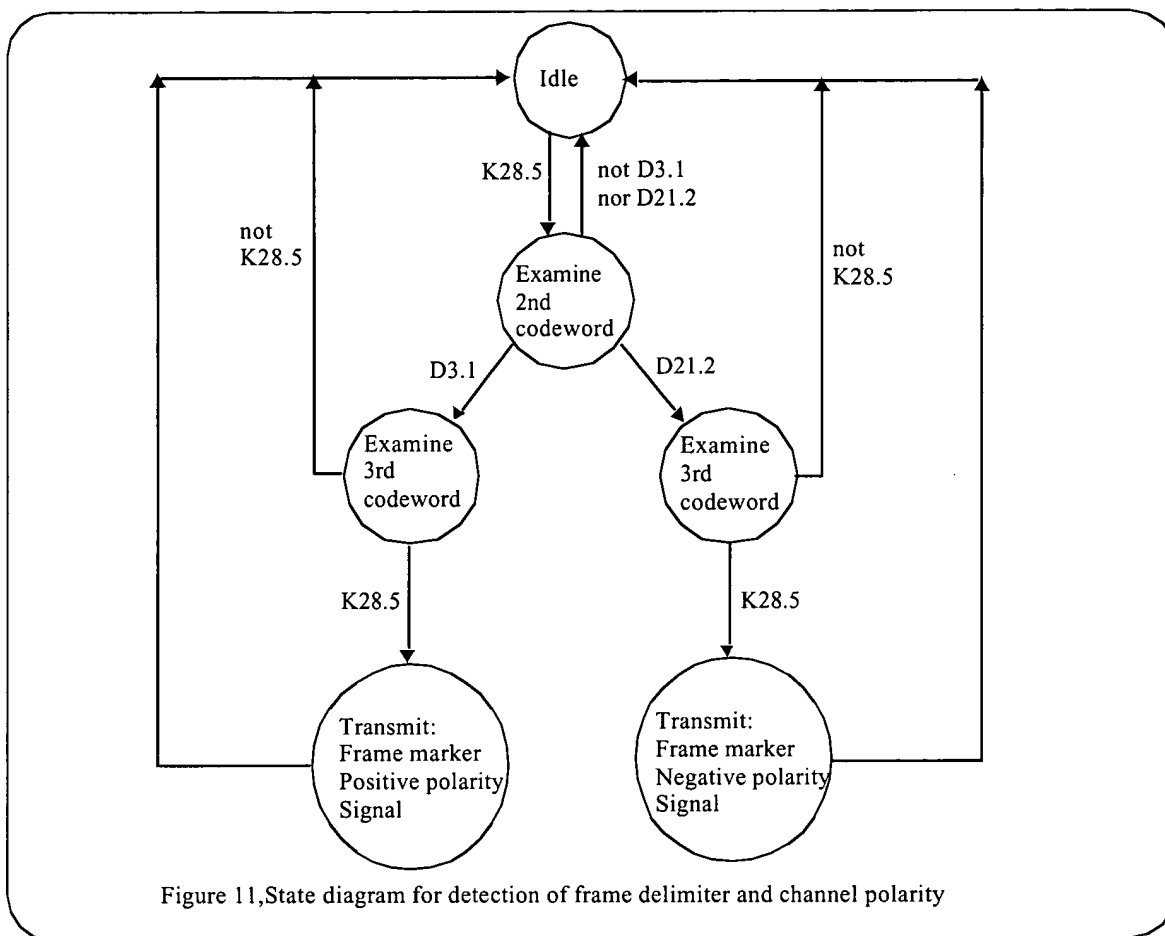 Idle
K28.5
not D3.1
nor D21.2
not
K28.5
not
K28.5
Examine
2nd
codeword
D3.1
D21.2
Examine
3rd
codeword
Examine
3rd
codeword
K28.5
K28.5
Transmit:
Frame marker
Positive polarity
Signal
Transmit:
Frame marker
Negative polarity
Signal
Figure 11,State diagram for detection of frame delimiter and channel polarity